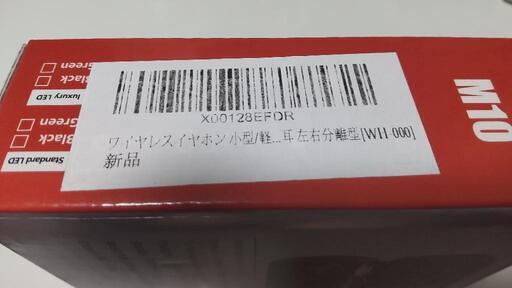 X00128EFDR
ワイヤレスイヤホン 小型/軽...耳 左右分離型[WH-000]
新品
M10
Green
Black
luxury LED
Green
Black
Standard LED